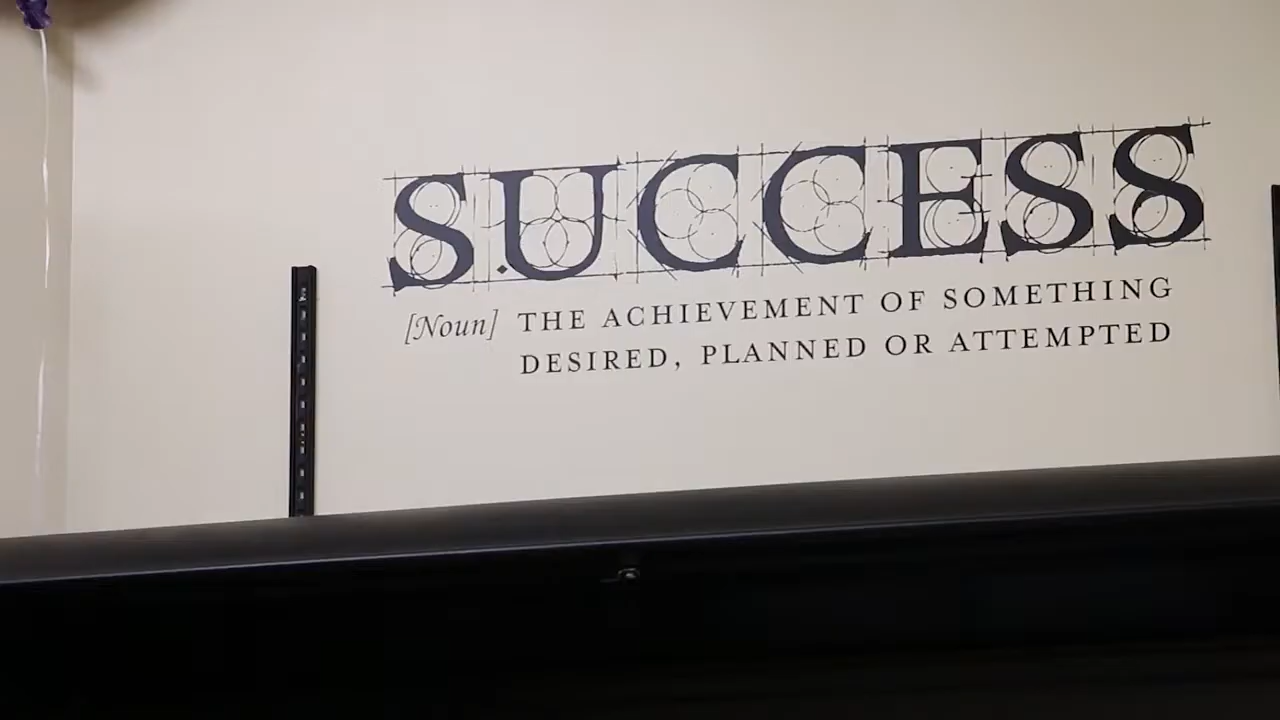 SUCCESS
[Noun] THE ACHIEVEMENT OF SOMETHING
DESIRED, PLANNED OR ATTEMPTED